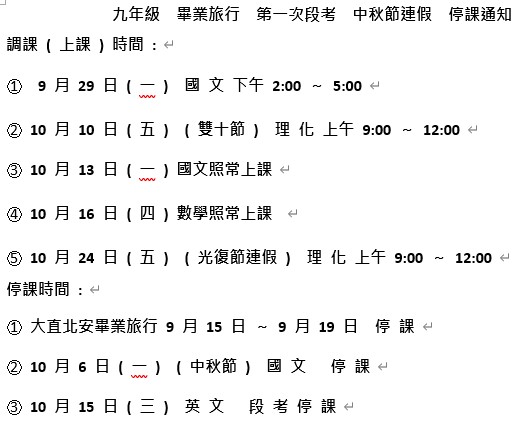 九年級　畢業旅行　第一次段考　中秋節連假　停課通知
調課 ( 上課 ) 時間 :
① 9 月 29 日 ( 一 ) 國 文 下午 2:00 ~ 5:00
② 10 月 10 日 ( 五 ) ( 雙十節 ) 理 化 上午 9:00 ~ 12:00
③ 10 月 13 日 ( 一 ) 國文照常上課
④ 10 月 16 日 ( 四 ) 數學照常上課
⑤ 10 月 24 日 ( 五 ) ( 光復節連假 ) 理 化 上午 9:00 ~ 12:00
停課時間 :
① 大直北安畢業旅行 9 月 15 日 ~ 9 月 19 日 停 課
② 10 月 6 日 ( 一 ) ( 中秋節 ) 國 文 停 課
③ 10 月 15 日 ( 三 ) 英 文 段 考 停 課